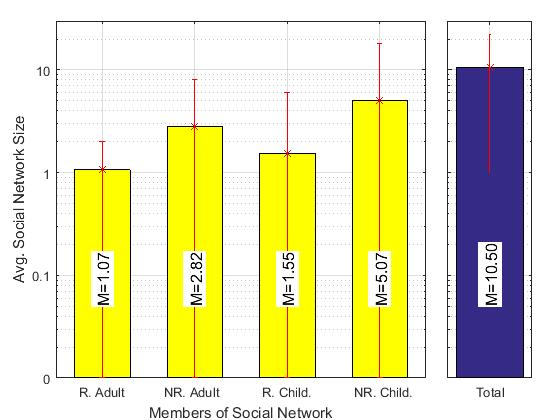 10
1
0.1
0
Avg. Social Network Size
M=1.07
M=2.82
M=1.55
M=5.07
M=10.50
R. Adult NR. Adult R. Child. NR. Child. Total
Members of Social Network